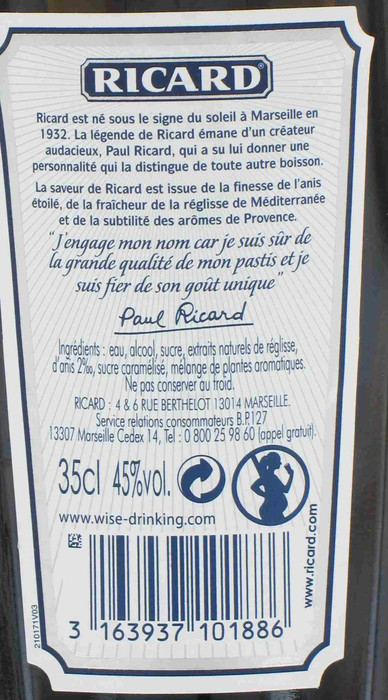 RICARD®
Ricard est né sous le signe du soleil à Marseille en
1932. La légende de Ricard émane d'un créateur
audacieux, Paul Ricard, qui a su lui donner une
personnalité qui la distingue de toute autre boisson.
La saveur de Ricard est issue de la finesse de l'anis
étoilé, de la fraîcheur de la réglisse de Méditerranée
et de la subtilité des arômes de Provence.
"J'engage mon nom car je suis sûr de
la grande qualité de mon pastis et je
suis fier de son goût unique"
Paul Ricard
Ingrédients : eau, alcool, sucre, extraits naturels de réglisse,
d'anis 2‰, sucre caramélisé, mélange de plantes aromatiques.
Ne pas conserver au froid.
RICARD : 4 & 6 RUE BERTHELOT 13014 MARSEILLE.
Service relations consommateurs B.P.127
13307 Marseille Cedex 14, Tel : 0 800 25 98 60 (appel gratuit).
35cl 45%vol.
www.wise-drinking.com
www.ricard.com
210171V03
3 163937 101886